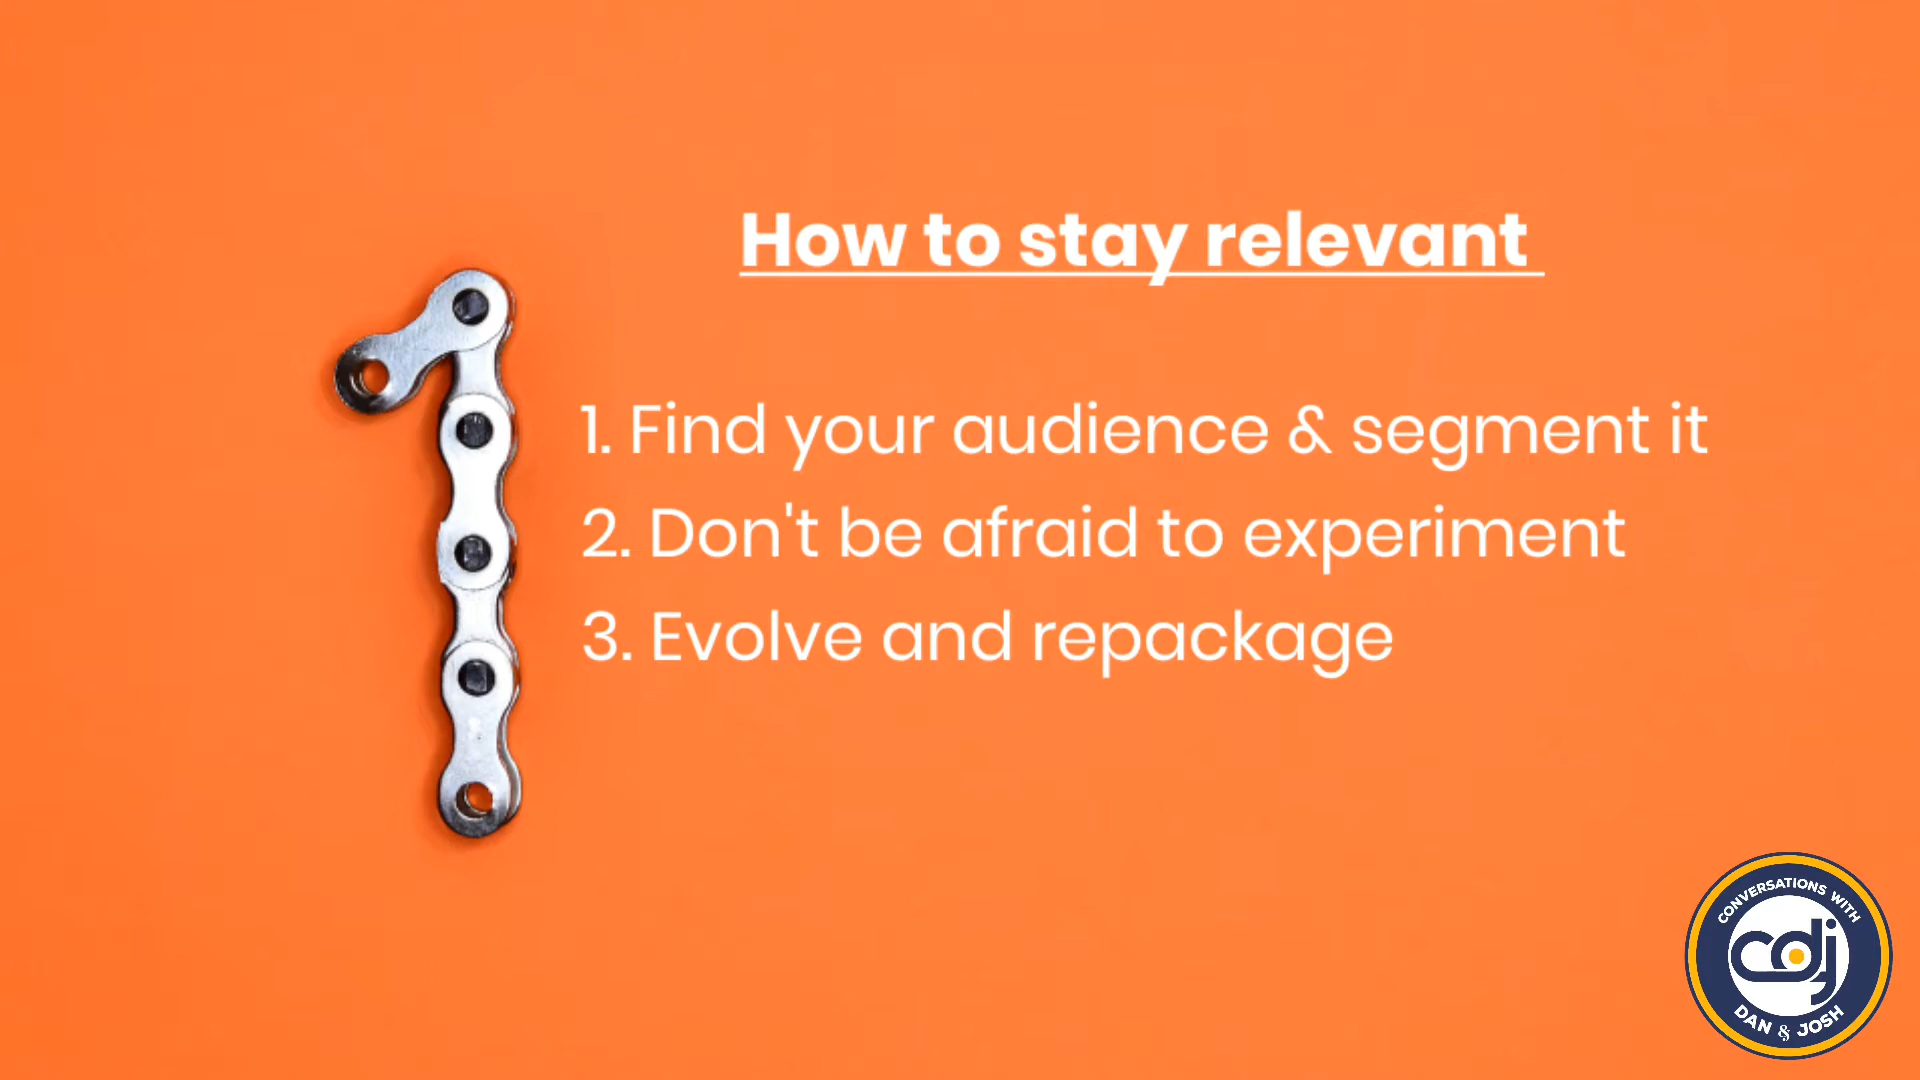 How to stay relevant
1. Find your audience & segment it
2. Don't be afraid to experiment
3. Evolve and repackage
CONVERSATIONS WITH
cdj
DAN & JOSH